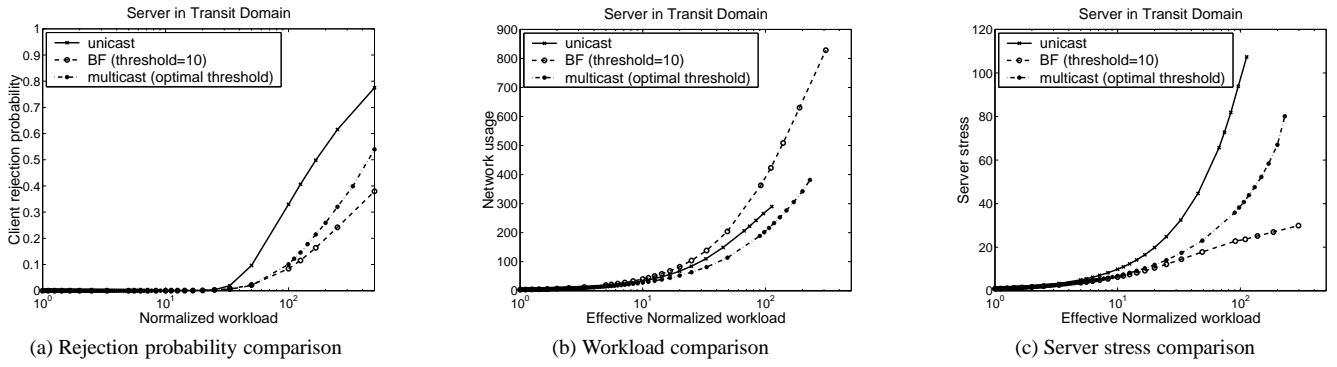 Server in Transit Domain
1
0.9
0.8
0.7
0.6
0.5
0.4
0.3
0.2
0.1
0
Client rejection probability
unicast
BF (threshold=10)
multicast (optimal threshold)
10^0
10^1
10^2
Normalized workload
(a) Rejection probability comparison
Server in Transit Domain
900
800
700
600
500
400
300
200
100
0
Network usage
unicast
BF (threshold=10)
multicast (optimal threshold)
10^0
10^1
10^2
Effective Normalized workload
(b) Workload comparison
Server in Transit Domain
120
100
80
60
40
20
0
Server stress
unicast
BF (threshold=10)
multicast (optimal threshold)
10^0
10^1
10^2
Effective Normalized workload
(c) Server stress comparison